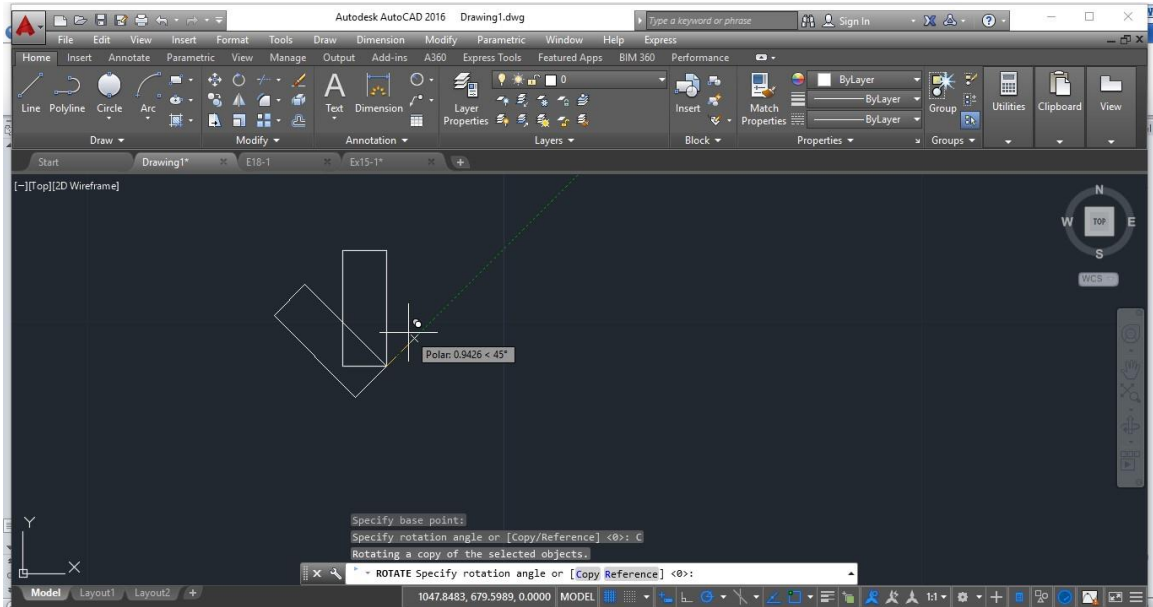 Autodesk AutoCAD 2016 Drawing1.dwg
Type a keyword or phrase
Sign In
File Edit View Insert Format Tools Draw Dimension Modify Parametric Window Help Express
Home Insert Annotate Parametric View Manage Output Add-ins A360 Express Tools Featured Apps BIM 360 Performance
0
ByLayer
ByLayer
ByLayer
Line Polyline Circle Arc Text Dimension Layer Properties Insert Match Properties Group Utilities Clipboard View
Draw Modify Annotation Layers Block Properties Groups
Start Drawing1* E18-1 Ex15-1*
[−][Top][2D Wireframe]
N
W TOP E
S
WCS
Polar: 0.9426 < 45°
Specify base point:
Specify rotation angle or [Copy/Reference] <0>: C
Rotating a copy of the selected objects.
ROTATE Specify rotation angle or [Copy Reference] <0>:
Y
X
Model Layout1 Layout2 +
1047.8483, 679.5989, 0.0000 MODEL 1:1